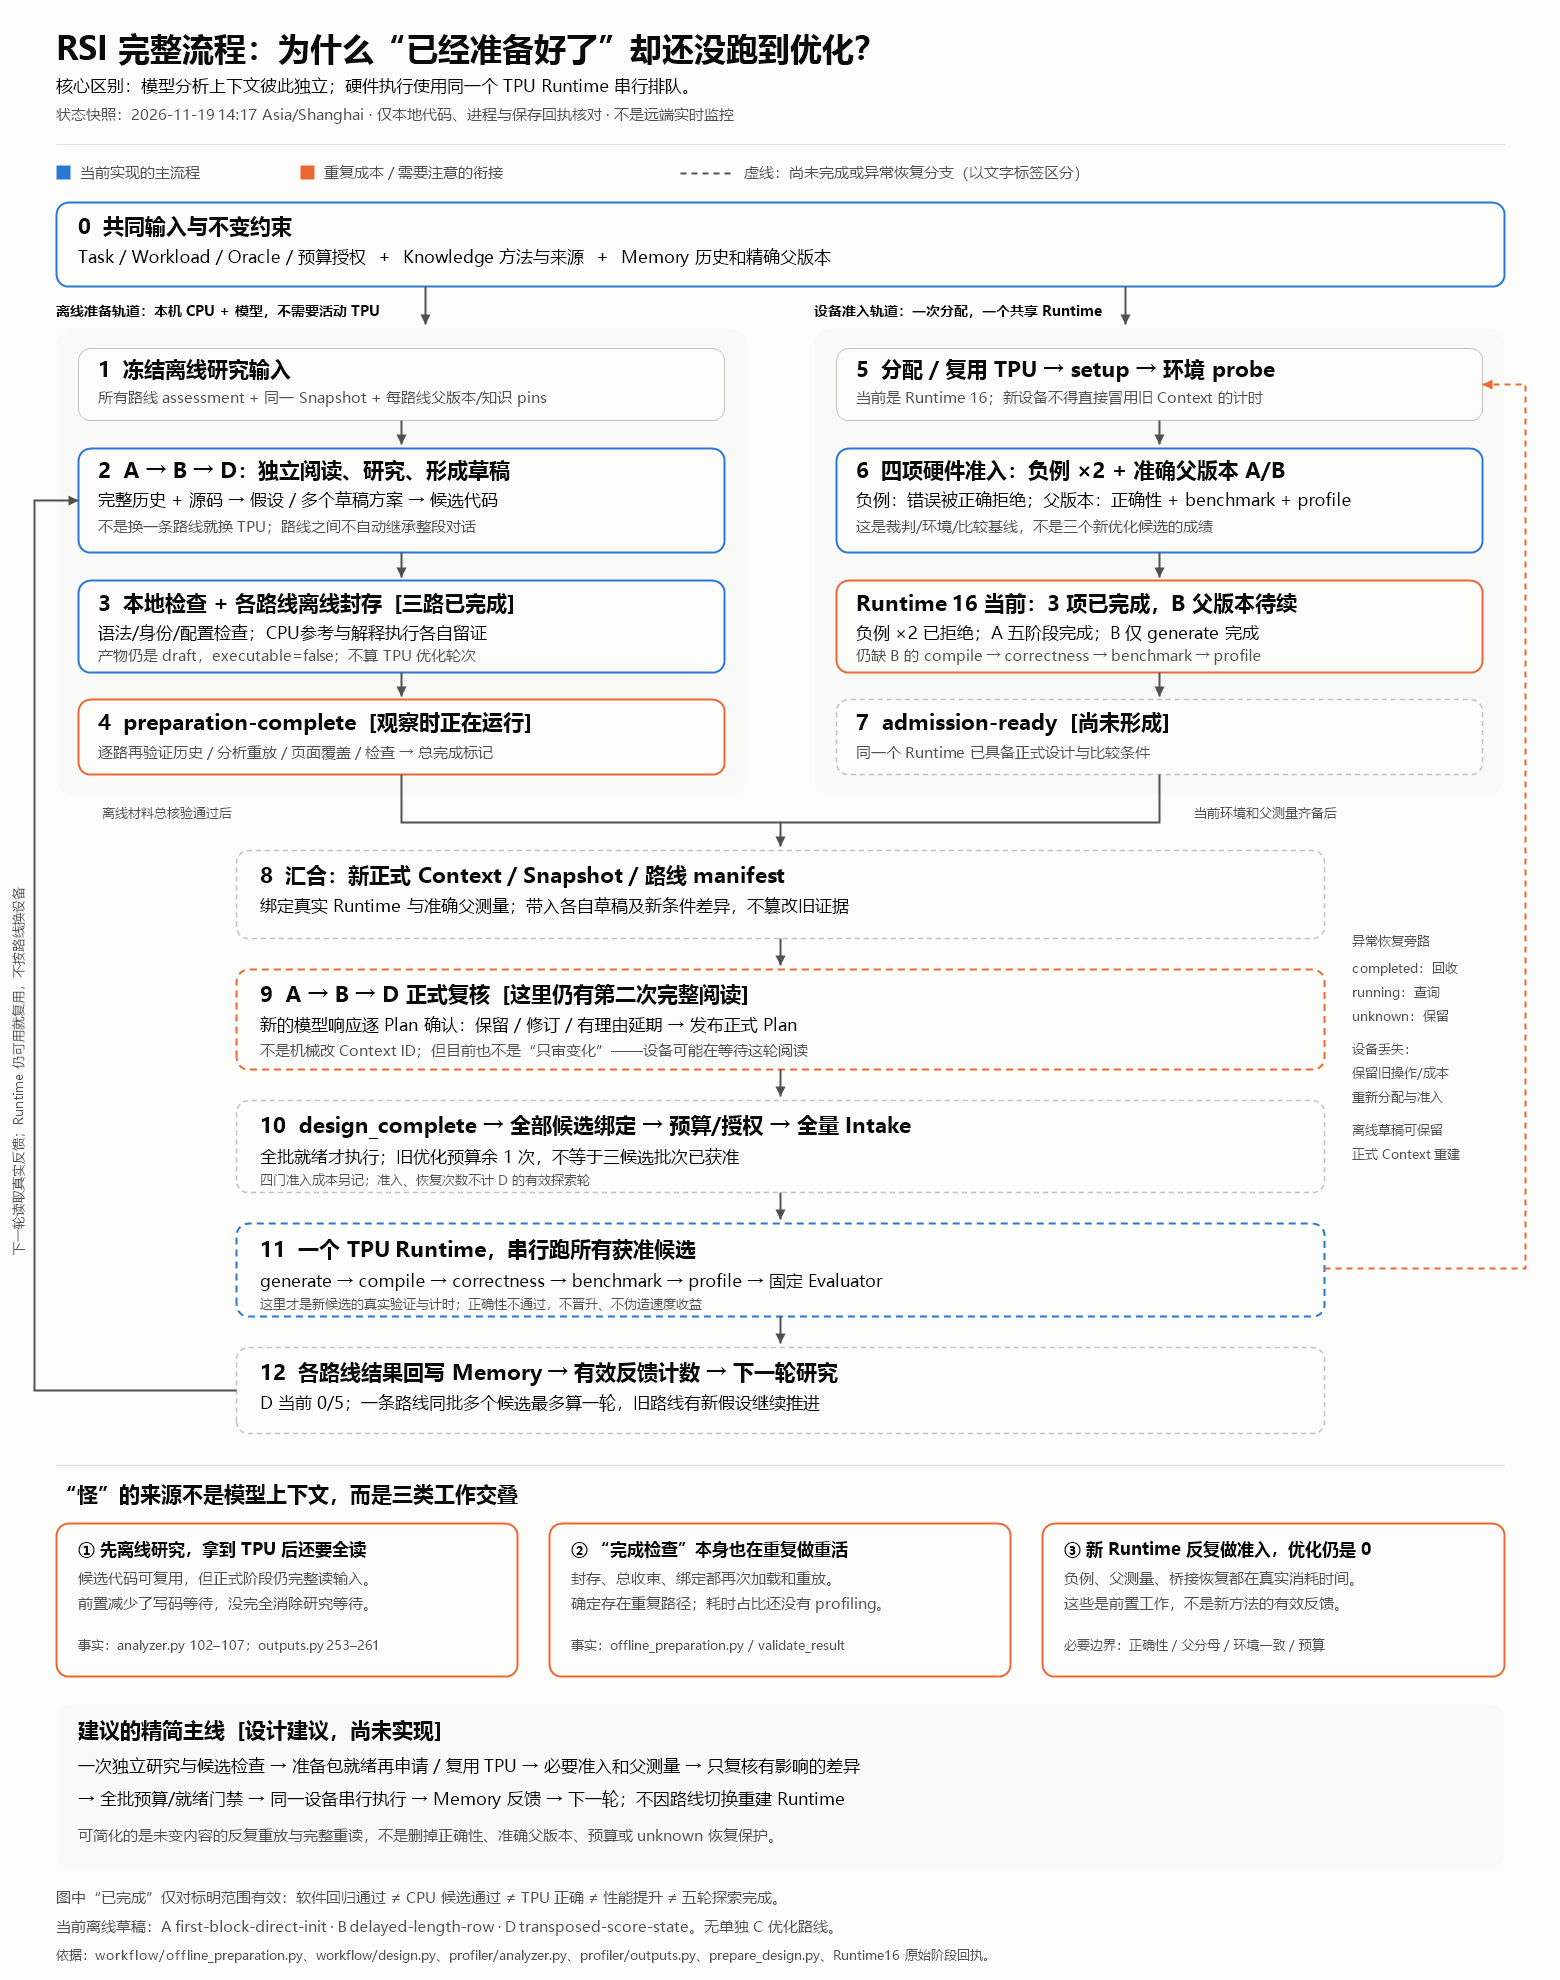 RSI 完整流程：为什么“已经准备好了”却还没跑到优化？
核心区别：模型分析上下文彼此独立；硬件执行使用同一个 TPU Runtime 串行排队。
状态快照：2026-11-19 14:17 Asia/Shanghai · 仅本地代码、进程与保存回执核对 · 不是远端实时监控
当前实现的主流程
重复成本 / 需要注意的衔接
虚线：尚未完成或异常恢复分支（以文字标签区分）
0 共同输入与不变约束
Task / Workload / Oracle / 预算授权 + Knowledge 方法与来源 + Memory 历史和精确父版本
离线准备轨道：本机 CPU + 模型，不需要活动 TPU
1 冻结离线研究输入
所有路线 assessment + 同一 Snapshot + 每路线父版本/知识 pins
2 A → B → D：独立阅读、研究、形成草稿
完整历史 + 源码 → 假设 / 多个草稿方案 → 候选代码
不是换一条路线就换 TPU；路线之间不自动继承整段对话
3 本地检查 + 各路线离线封存 [三路已完成]
语法/身份/配置检查；CPU参考与解释执行各自留证
产物仍是 draft，executable=false；不算 TPU 优化轮次
4 preparation-complete [观察时正在运行]
逐路再验证历史 / 分析重放 / 页面覆盖 / 检查 → 总完成标记
离线材料总核验通过后
设备准入轨道：一次分配，一个共享 Runtime
5 分配 / 复用 TPU → setup → 环境 probe
当前是 Runtime 16；新设备不得直接冒用旧 Context 的计时
6 四项硬件准入：负例 ×2 + 准确父版本 A/B
负例：错误被正确拒绝；父版本：正确性 + benchmark + profile
这是裁判/环境/比较基线，不是三个新优化候选的成绩
Runtime 16 当前：3 项已完成，B 父版本待续
负例 ×2 已拒绝；A 五阶段完成；B 仅 generate 完成
仍缺 B 的 compile → correctness → benchmark → profile
7 admission-ready [尚未形成]
同一个 Runtime 已具备正式设计与比较条件
当前环境和父测量齐备后
8 汇合：新正式 Context / Snapshot / 路线 manifest
绑定真实 Runtime 与准确父测量；带入各自草稿及新条件差异，不篡改旧证据
9 A → B → D 正式复核 [这里仍有第二次完整阅读]
新的模型响应逐 Plan 确认：保留 / 修订 / 有理由延期 → 发布正式 Plan
不是机械改 Context ID；但目前也不是“只审变化”——设备可能在等待这轮阅读
10 design_complete → 全部候选绑定 → 预算/授权 → 全量 Intake
全批就绪才执行；旧优化预算余 1 次，不等于三候选批次已获准
四门准入成本另记；准入、恢复次数不计 D 的有效探索轮
11 一个 TPU Runtime，串行跑所有获准候选
generate → compile → correctness → benchmark → profile → 固定 Evaluator
这里才是新候选的真实验证与计时；正确性不通过，不晋升、不伪造速度收益
12 各路线结果回写 Memory → 有效反馈计数 → 下一轮研究
D 当前 0/5；一条路线同批多个候选最多算一轮，旧路线有新假设继续推进
异常恢复旁路
completed：回收
running：查询
unknown：保留
设备丢失：
保留旧操作/成本
重新分配与准入
离线草稿可保留
正式 Context 重建
下一轮读取真实反馈；Runtime 仍可用就复用，不按路线换设备
“怪”的来源不是模型上下文，而是三类工作交叠
① 先离线研究，拿到 TPU 后还要全读
候选代码可复用，但正式阶段仍完整读输入。
前置减少了写码等待，没完全消除研究等待。
事实：analyzer.py 102–107；outputs.py 253–261
② “完成检查”本身也在重复做重活
封存、总收束、绑定都再次加载和重放。
确定存在重复路径；耗时占比还没有 profiling。
事实：offline_preparation.py / validate_result
③ 新 Runtime 反复做准入，优化仍是 0
负例、父测量、桥接恢复都在真实消耗时间。
这些是前置工作，不是新方法的有效反馈。
必要边界：正确性 / 父分母 / 环境一致 / 预算
建议的精简主线 [设计建议，尚未实现]
一次独立研究与候选检查 → 准备包就绪再申请 / 复用 TPU → 必要准入和父测量 → 只复核有影响的差异
→ 全批预算/就绪门禁 → 同一设备串行执行 → Memory 反馈 → 下一轮；不因路线切换重建 Runtime
可简化的是未变内容的反复重放与完整重读，不是删掉正确性、准确父版本、预算或 unknown 恢复保护。
图中“已完成”仅对标明范围有效：软件回归通过 ≠ CPU 候选通过 ≠ TPU 正确 ≠ 性能提升 ≠ 五轮探索完成。
当前离线草稿：A first-block-direct-init · B delayed-length-row · D transposed-score-state。无单独 C 优化路线。
依据：workflow/offline_preparation.py、workflow/design.py、profiler/analyzer.py、profiler/outputs.py、prepare_design.py、Runtime16 原始阶段回执。